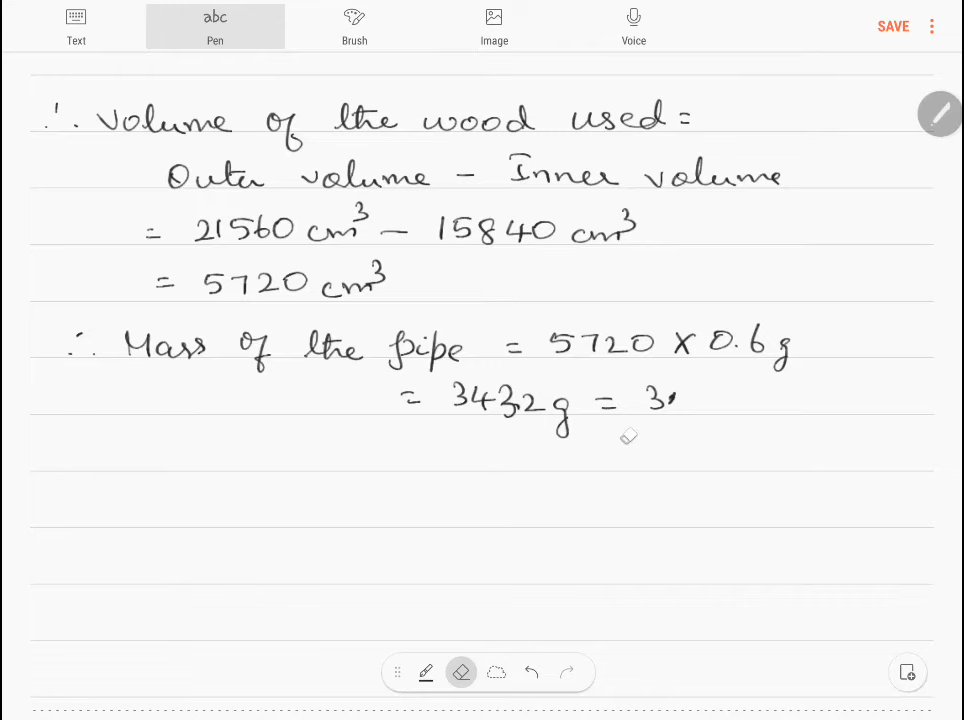 Text
abc
Pen
Brush
Image
Voice
SAVE
∴ Volume of the wood used =
Outer volume - Inner volume
= 21560 cm³ - 15840 cm³
= 5720 cm³
∴ Mass of the pipe = 5720 × 0.6 g
= 3432 g = 3.